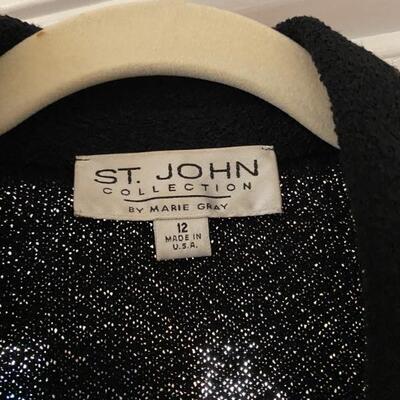 ST. JOHN
COLLECTION
BY MARIE GRAY
12
MADE IN
U.S.A.